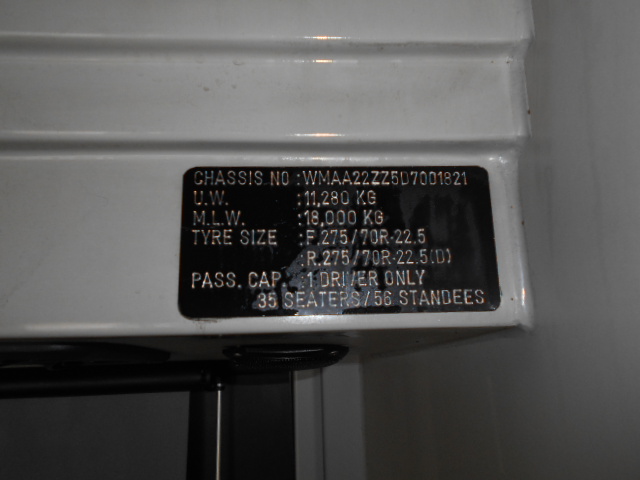 CHASSIS NO :WMAA22ZZ5D7001821
U.W. :11,280 KG
M.L.W. :18,000 KG
TYRE SIZE :F.275/70R-22.5
R.275/70R-22.5(D)
PASS. CAP. :1 DRIVER ONLY
35 SEATERS/56 STANDEES